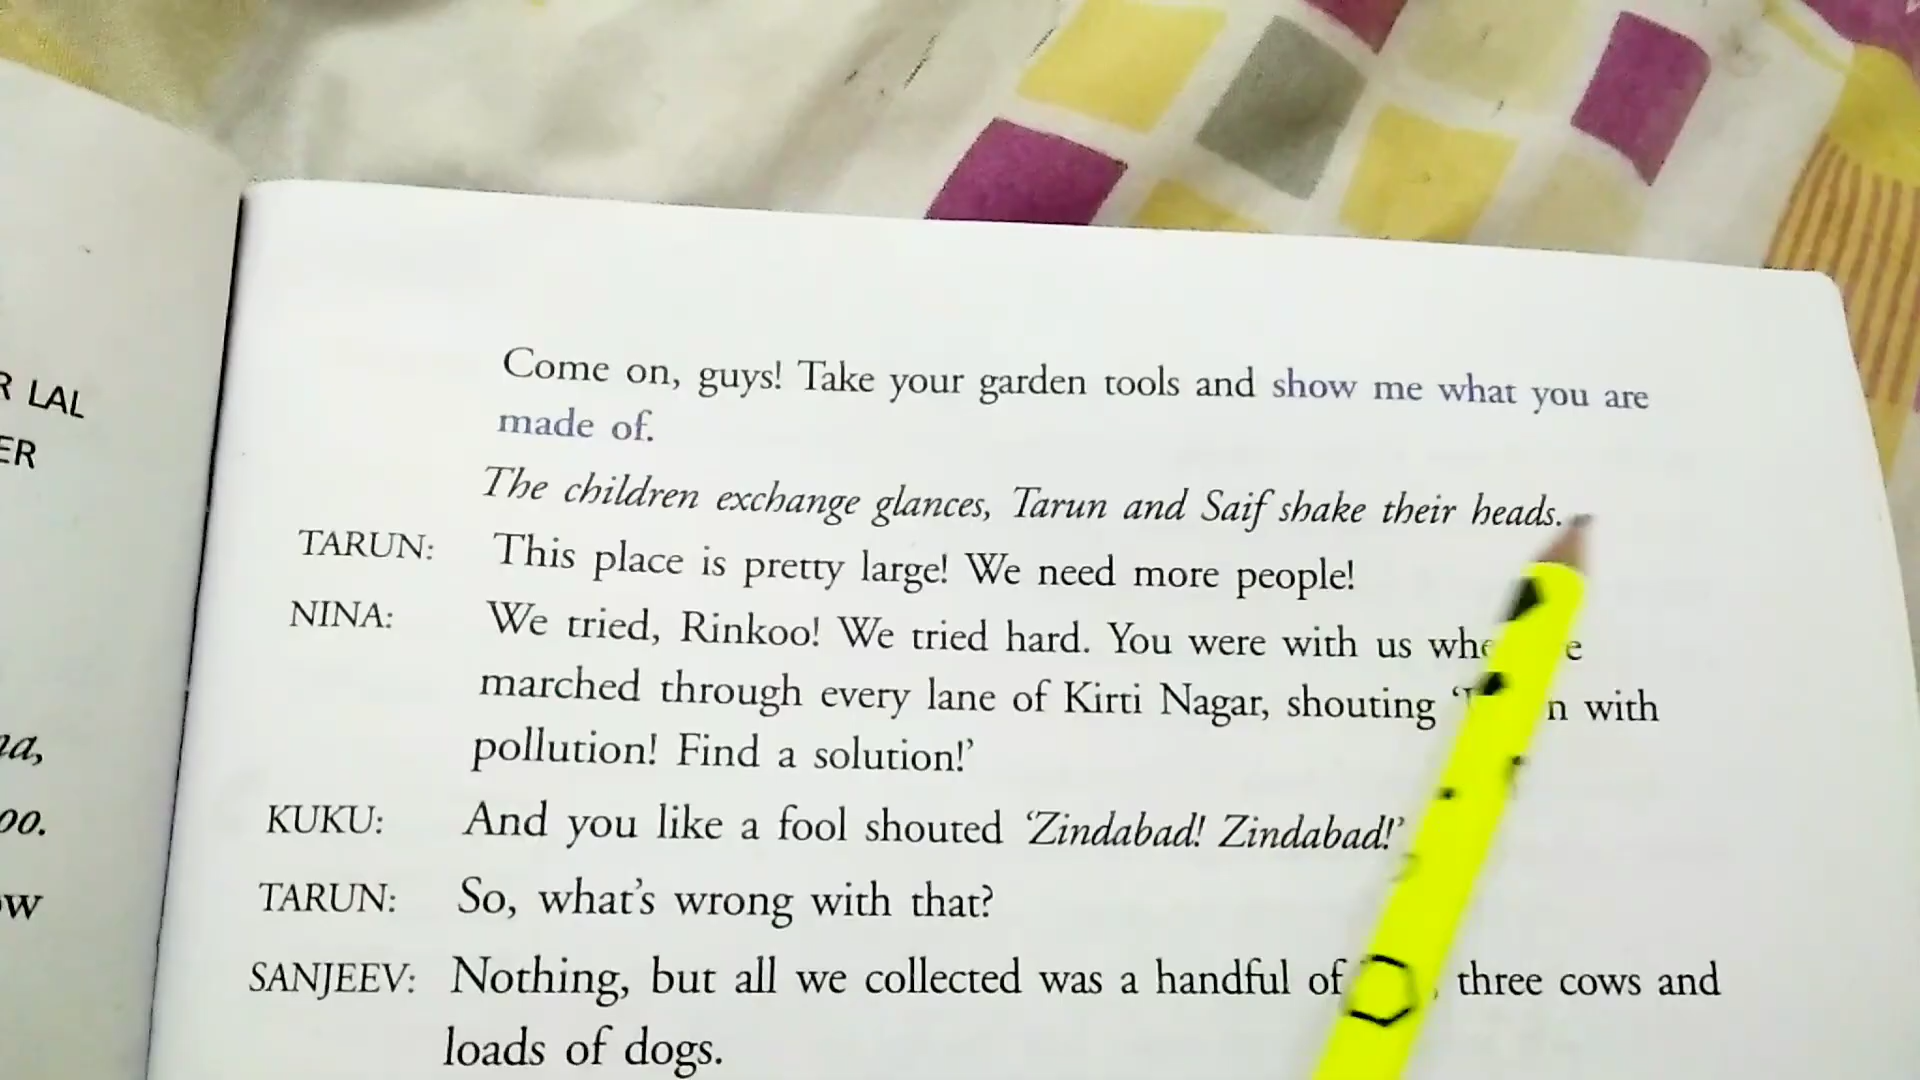 R LAL
ER
na,
oo.
ow
Come on, guys! Take your garden tools and show me what you are
made of.
The children exchange glances, Tarun and Saif shake their heads.
TARUN: This place is pretty large! We need more people!
NINA: We tried, Rinkoo! We tried hard. You were with us
marched through every lane of Kirti Nagar, shouting with
pollution! Find a solution!’
KUKU: And you like a fool shouted ‘Zindabad! Zindabad!’
TARUN: So, what’s wrong with that?
SANJEEV: Nothing, but all we collected was a handful of three cows and
loads of dogs.